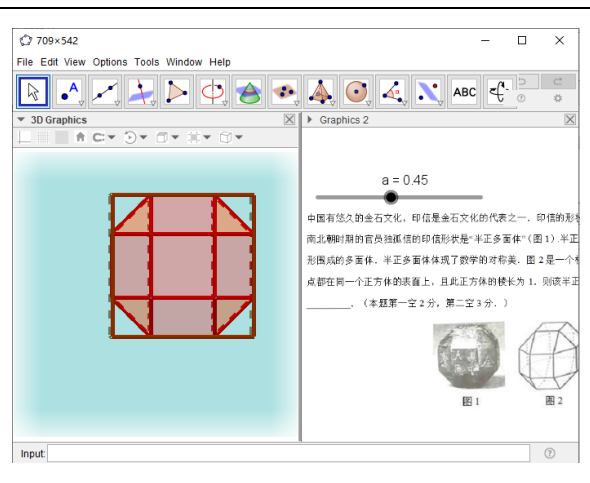 709×542
File Edit View Options Tools Window Help
A
α
ABC
3D Graphics
Graphics 2
a = 0.45
中国有悠久的金石文化，印信是金石文化的代表之一．印信的形
南北朝时期的官员独孤信的印信形状是“半正多面体”（图 1）.半正
形围成的多面体．半正多面体体现了数学的对称美．图 2 是一个
点都在同一个正方体的表面上，且此正方体的棱长为 1．则该半正
________．（本题第一空 2 分，第二空 3 分．）
图 1 图 2
Input: